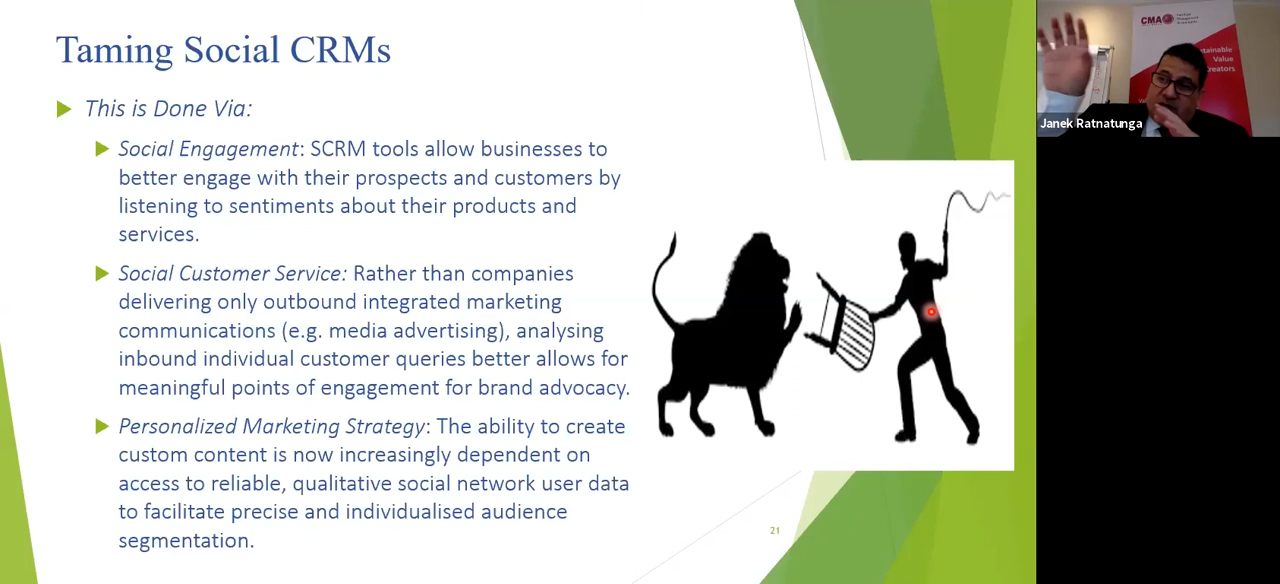 Taming Social CRMs
This is Done Via:
Social Engagement: SCRM tools allow businesses to
better engage with their prospects and customers by
listening to sentiments about their products and
services.
Social Customer Service: Rather than companies
delivering only outbound integrated marketing
communications (e.g. media advertising), analysing
inbound individual customer queries better allows for
meaningful points of engagement for brand advocacy.
Personalized Marketing Strategy: The ability to create
custom content is now increasingly dependent on
access to reliable, qualitative social network user data
to facilitate precise and individualised audience
segmentation.
21
CMA
Value
Janek Ratnatunga